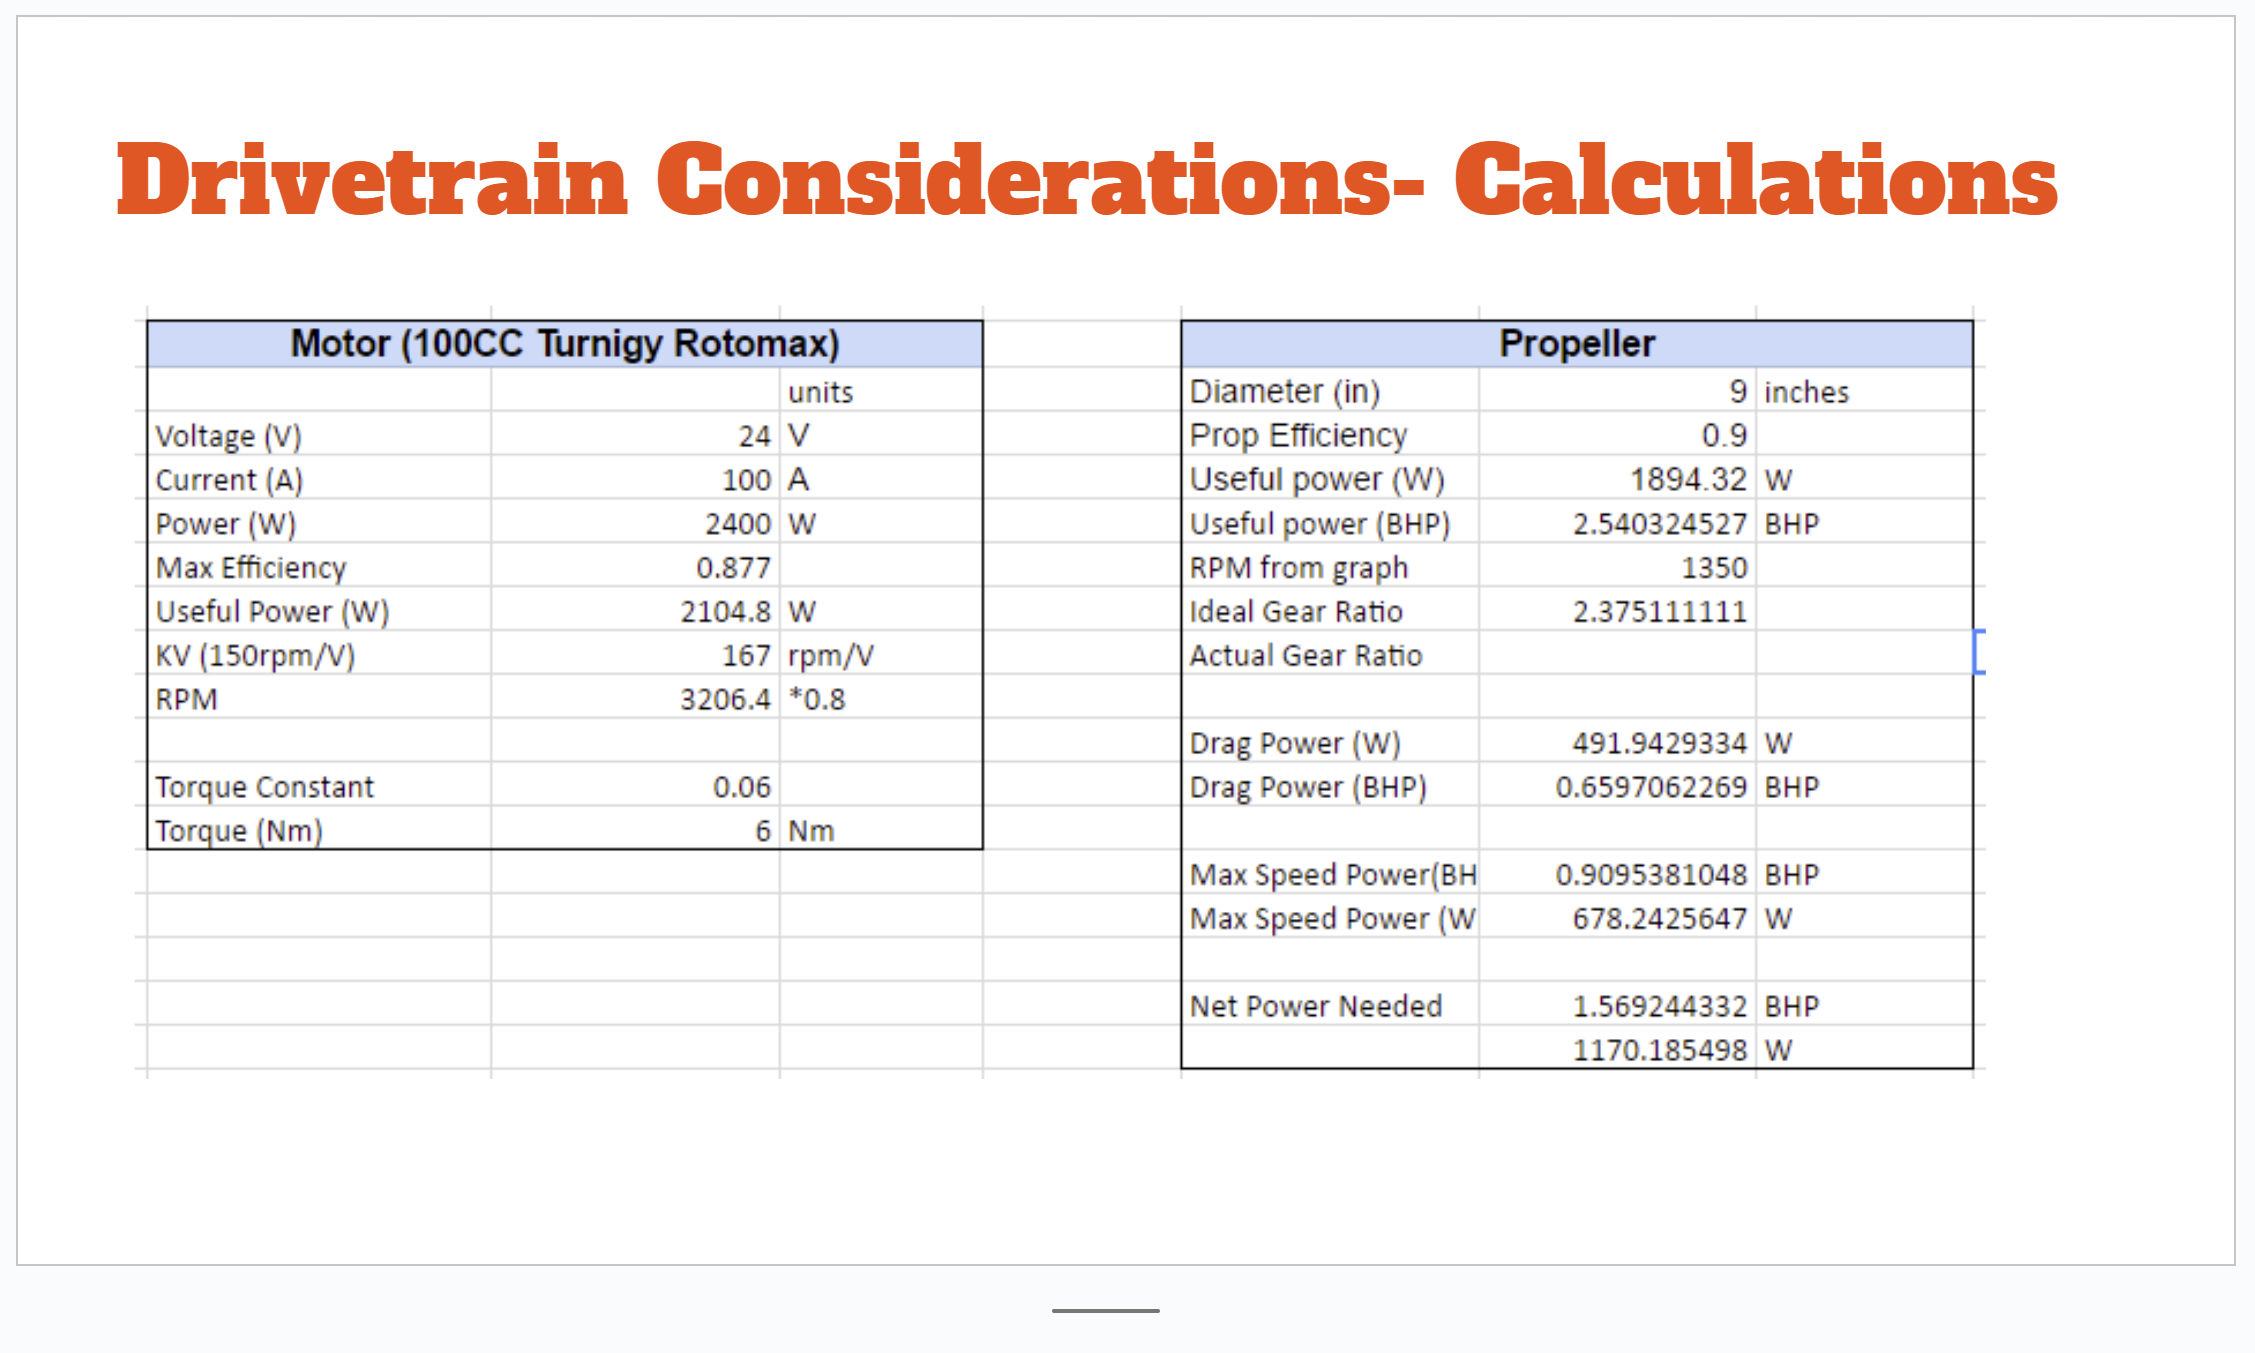 Drivetrain Considerations- Calculations
Motor (100CC Turnigy Rotomax)
units
Voltage (V) 24 V
Current (A) 100 A
Power (W) 2400 W
Max Efficiency 0.877
Useful Power (W) 2104.8 W
KV (150rpm/V) 167 rpm/V
RPM 3206.4 *0.8
Torque Constant 0.06
Torque (Nm) 6 Nm
Propeller
Diameter (in) 9 inches
Prop Efficiency 0.9
Useful power (W) 1894.32 W
Useful power (BHP) 2.540324527 BHP
RPM from graph 1350
Ideal Gear Ratio 2.375111111
Actual Gear Ratio
Drag Power (W) 491.9429334 W
Drag Power (BHP) 0.6597062269 BHP
Max Speed Power(BH 0.9095381048 BHP
Max Speed Power (W 678.2425647 W
Net Power Needed 1.569244332 BHP
1170.185498 W